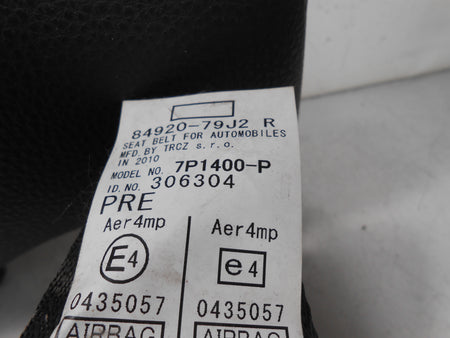 84920-79J2 R
SEAT BELT FOR AUTOMOBILES
MFD. BY TRCZ s.r.o.
IN 2010
MODEL NO. 7P1400-P
ID.NO. 306304
PRE
Aer4mp Aer4mp
E4 e4
0435057 0435057
AIRBAG AIRBAG